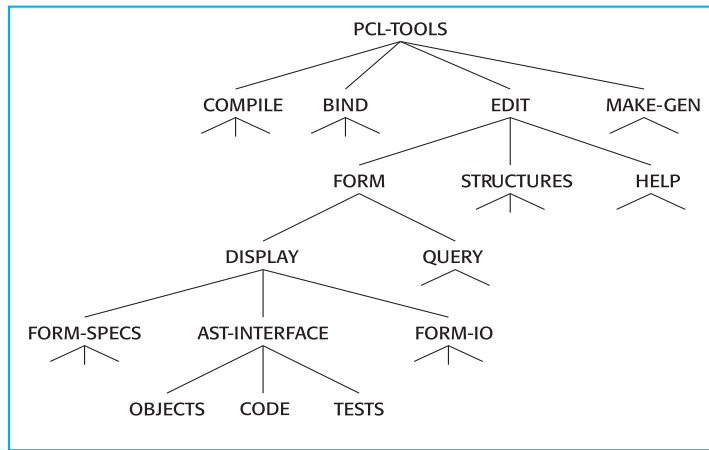 PCL-TOOLS
COMPILE BIND EDIT MAKE-GEN
FORM STRUCTURES HELP
DISPLAY QUERY
FORM-SPECS AST-INTERFACE FORM-IO
OBJECTS CODE TESTS